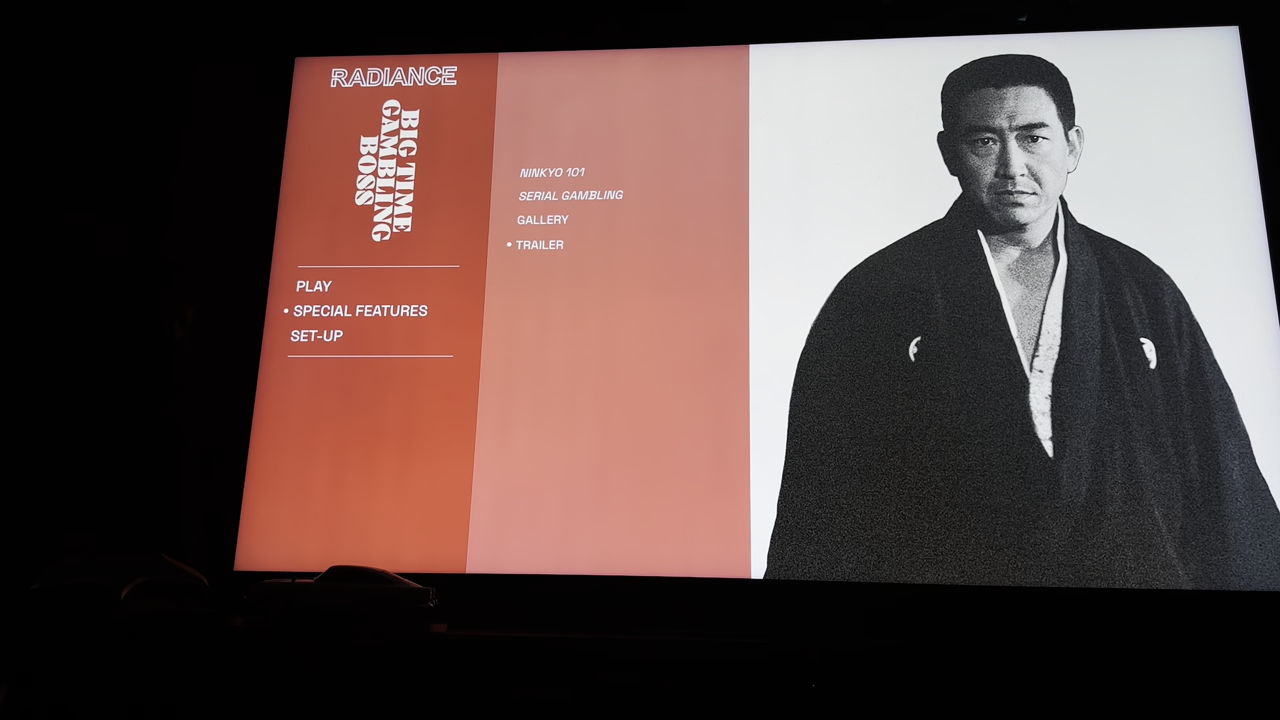 RADIANCE
BIG TIME
GAMBLING
BOSS
PLAY
• SPECIAL FEATURES
SET-UP
NINKYO 101
SERIAL GAMBLING
GALLERY
• TRAILER